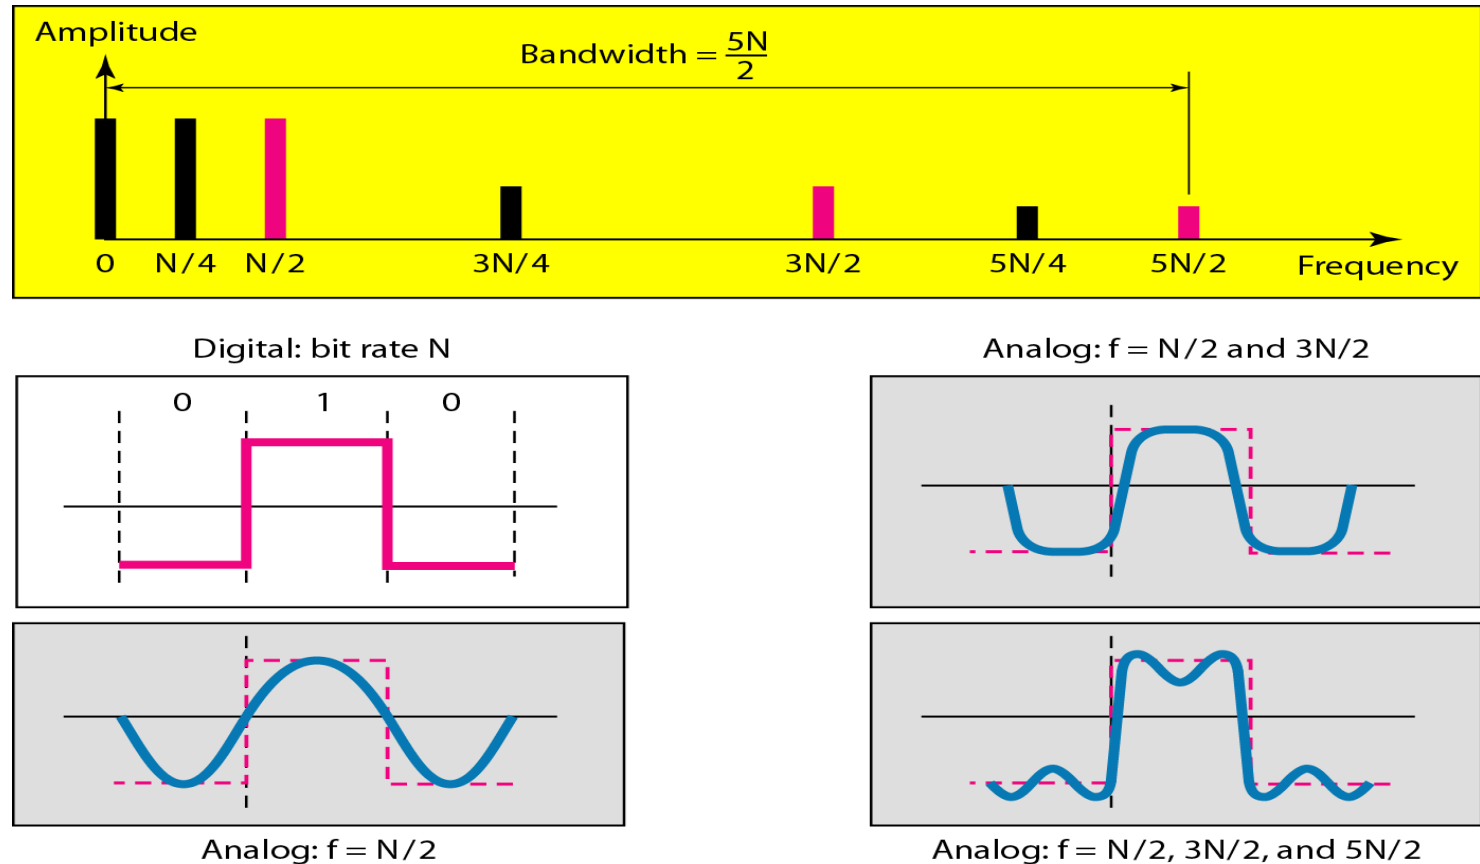 Amplitude
Bandwidth = 5N/2
0 N/4 N/2 3N/4 3N/2 5N/4 5N/2 Frequency
Digital: bit rate N
0 1 0
Analog: f = N/2 and 3N/2
Analog: f = N/2
Analog: f = N/2, 3N/2, and 5N/2